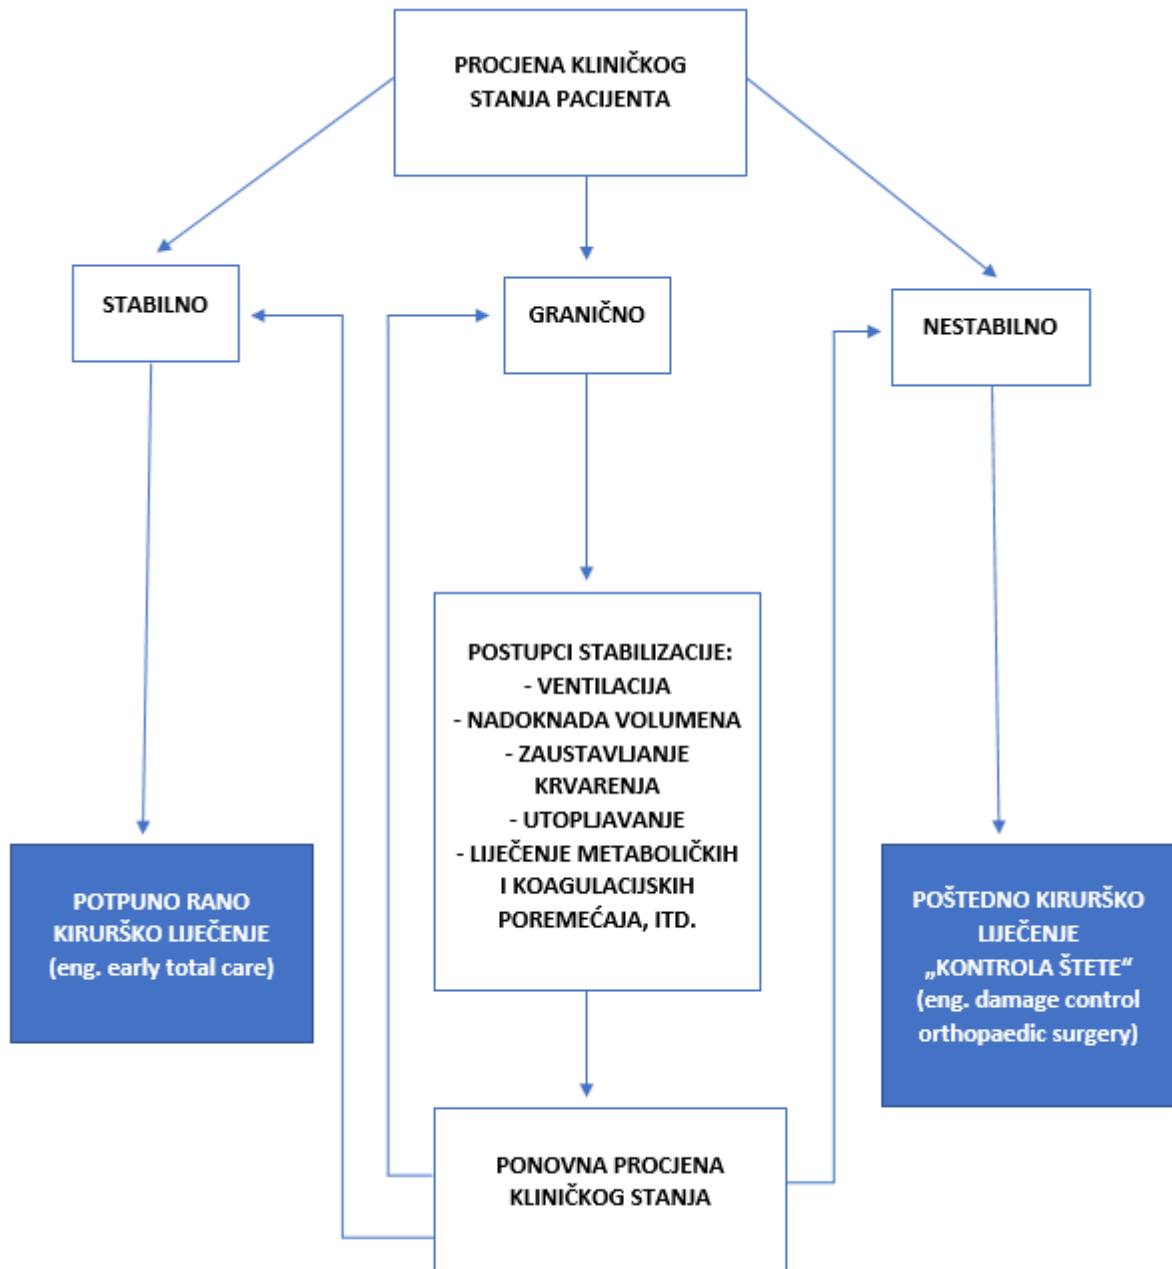 PROCJENA KLINIČKOG
STANJA PACIJENTA
STABILNO
GRANIČNO
NESTABILNO
POSTUPCI STABILIZACIJE:
- VENTILACIJA
- NADOKNADA VOLUMENA
- ZAUSTAVLJANJE
KRVARENJA
- UTOPLJAVANJE
- LIJEČENJE METABOLIČKIH
I KOAGULACIJSKIH
POREMEĆAJA, ITD.
POTPUNO RANO
KIRURŠKO LIJEČENJE
(eng. early total care)
POŠTEDNO KIRURŠKO
LIJEČENJE
„KONTROLA ŠTETE“
(eng. damage control
orthopaedic surgery)
PONOVNA PROCJENA
KLINIČKOG STANJA